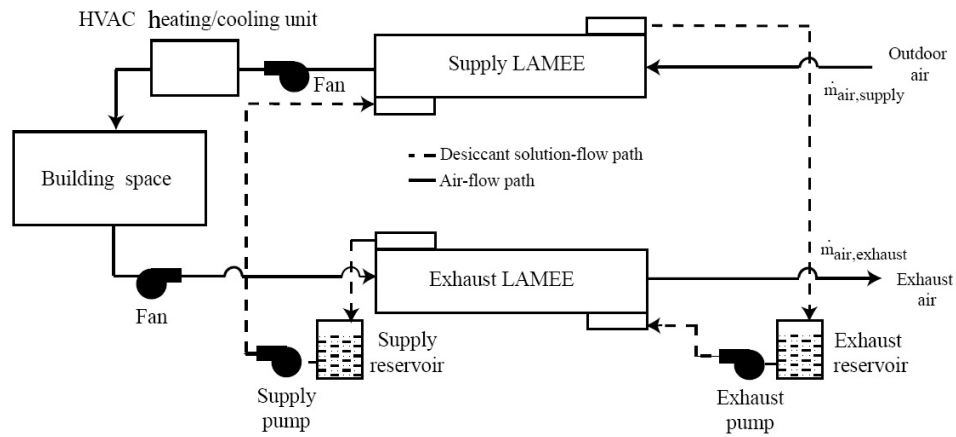 HVAC heating/cooling unit
Supply LAMEE
Outdoor
air
ṁair,supply
Fan
Building space
Desiccant solution-flow path
Air-flow path
ṁair,exhaust
Exhaust LAMEE
Exhaust
air
Fan
Supply
reservoir
Exhaust
reservoir
Supply
pump
Exhaust
pump